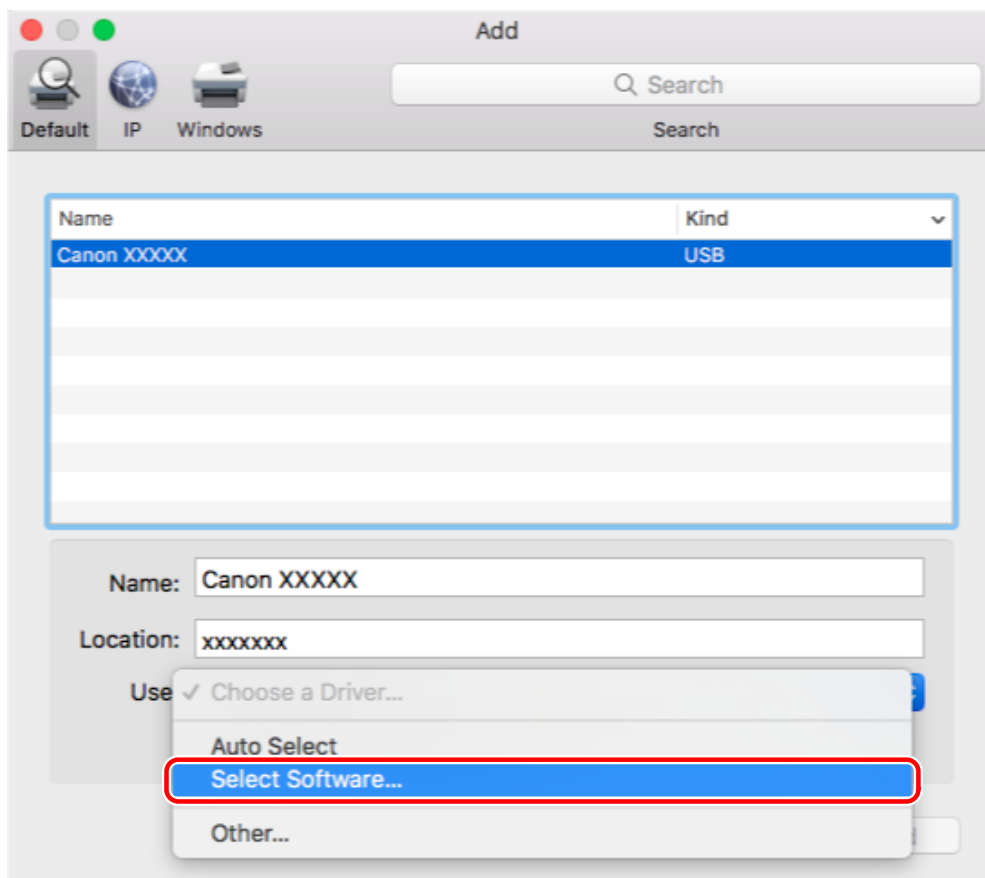 Add
Search
Default IP Windows Search
Name Kind
Canon XXXXX USB
Name: Canon XXXXX
Location: xxxxxxx
Use ✓ Choose a Driver...
Auto Select
Select Software...
Other...